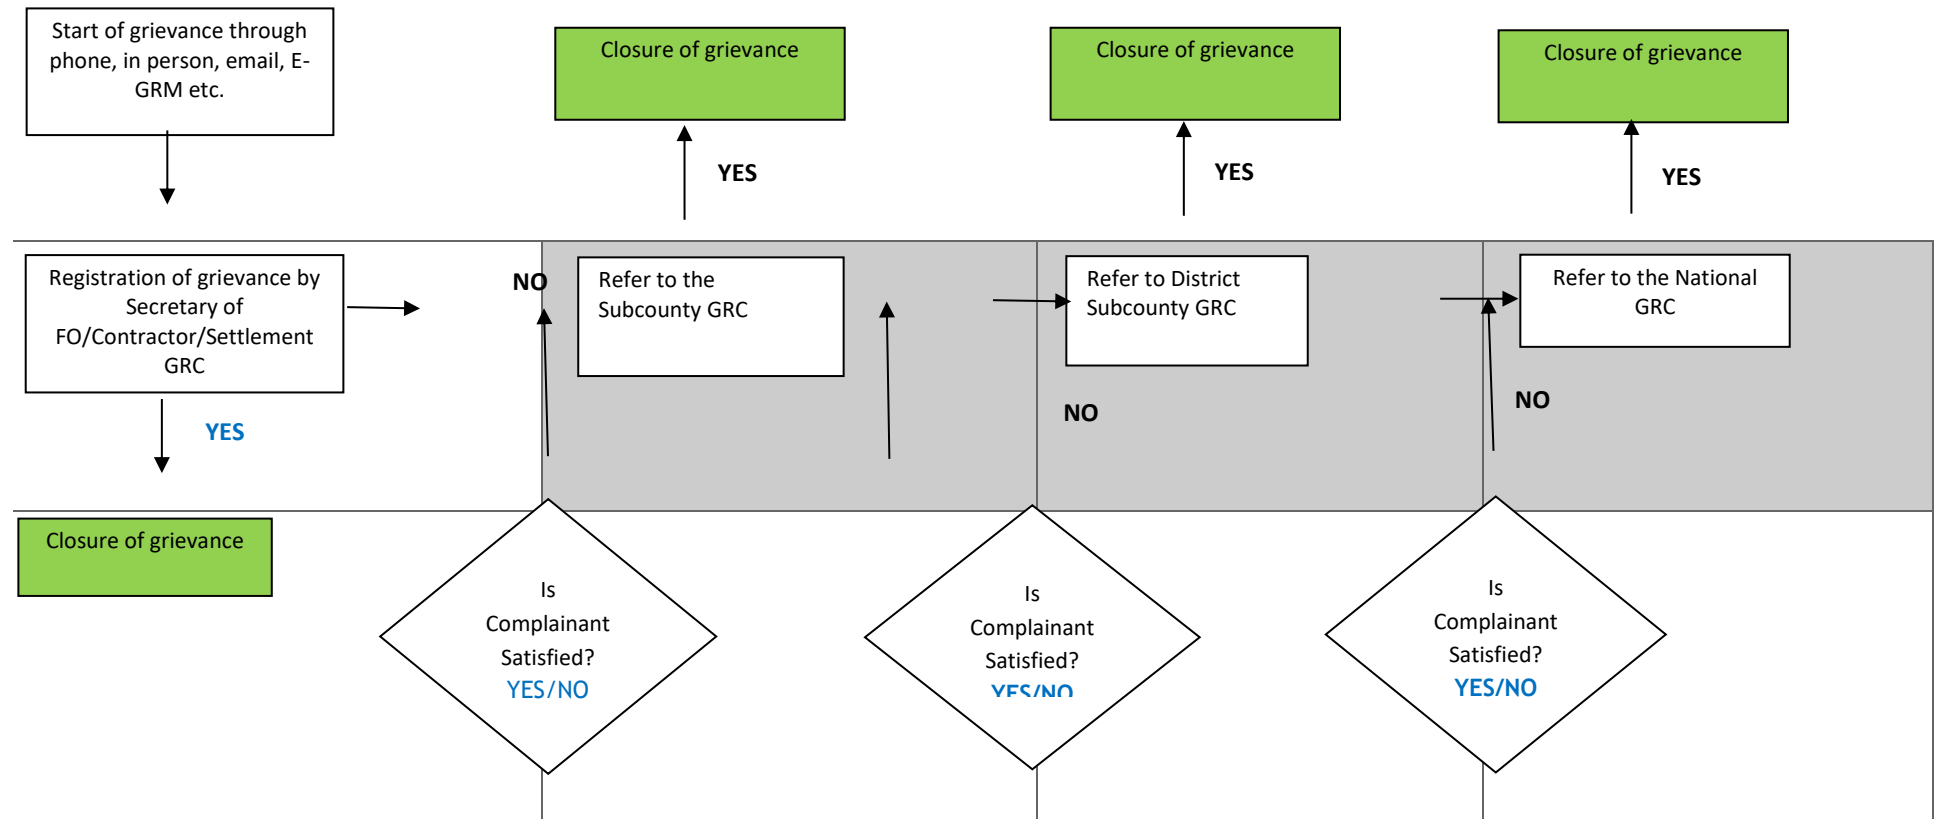 Start of grievance through
phone, in person, email, E-
GRM etc.
Closure of grievance
Closure of grievance
Closure of grievance
YES
YES
YES
Registration of grievance by
Secretary of
FO/Contractor/Settlement
GRC
NO
Refer to the
Subcounty GRC
Refer to District
Subcounty GRC
Refer to the National
GRC
YES
NO
NO
Closure of grievance
Is
Complainant
Satisfied?
YES/NO
Is
Complainant
Satisfied?
YES/NO
Is
Complainant
Satisfied?
YES/NO